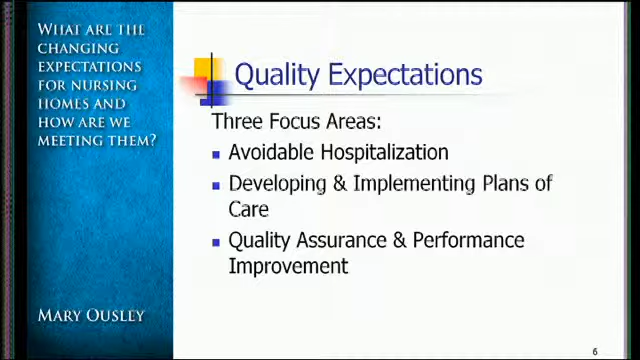 WHAT ARE THE
CHANGING
EXPECTATIONS
FOR NURSING
HOMES AND
HOW ARE WE
MEETING THEM?
MARY OUSLEY
Quality Expectations
Three Focus Areas:
Avoidable Hospitalization
Developing & Implementing Plans of
Care
Quality Assurance & Performance
Improvement
6